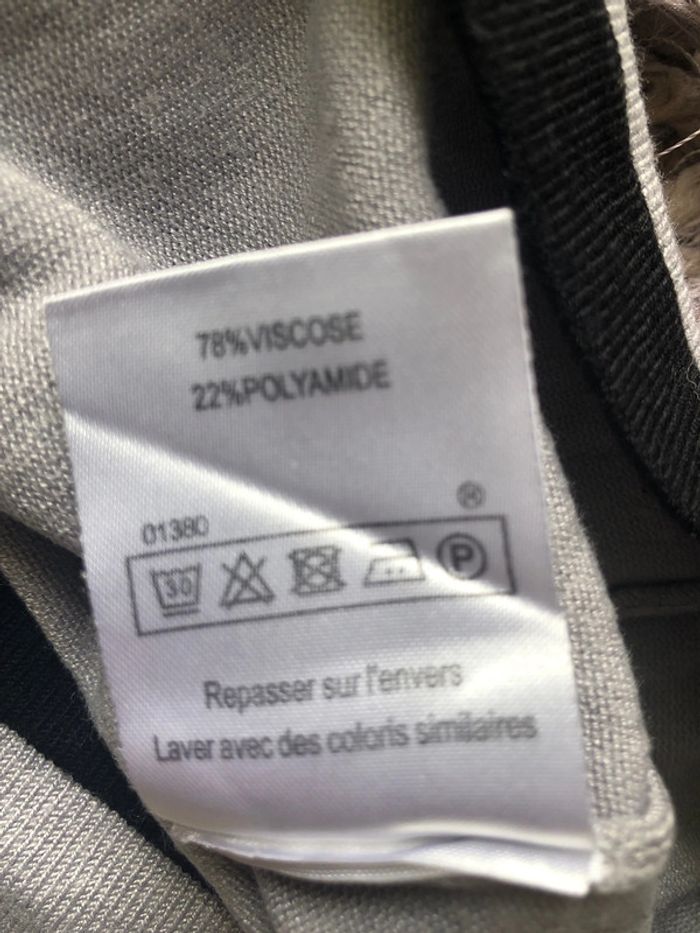 78%VISCOSE
22%POLYAMIDE
®
01380
30 P
Repasser sur l'envers
Laver avec des coloris similaires